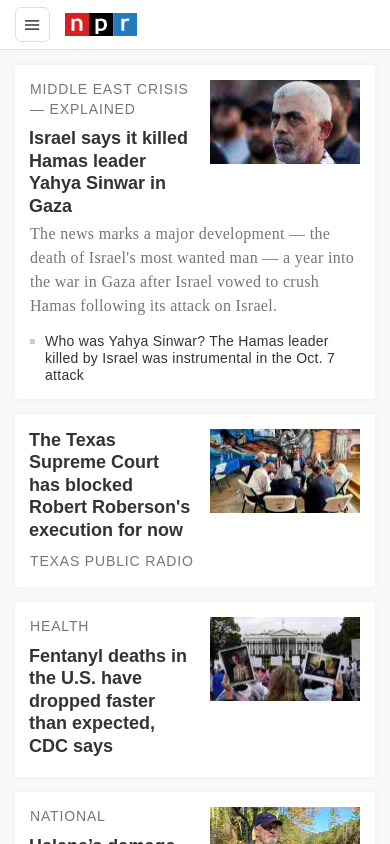 npr
MIDDLE EAST CRISIS
— EXPLAINED
Israel says it killed
Hamas leader
Yahya Sinwar in
Gaza
The news marks a major development — the
death of Israel's most wanted man — a year into
the war in Gaza after Israel vowed to crush
Hamas following its attack on Israel.
Who was Yahya Sinwar? The Hamas leader
killed by Israel was instrumental in the Oct. 7
attack
The Texas
Supreme Court
has blocked
Robert Roberson's
execution for now
TEXAS PUBLIC RADIO
HEALTH
Fentanyl deaths in
the U.S. have
dropped faster
than expected,
CDC says
NATIONAL
Helene's damage